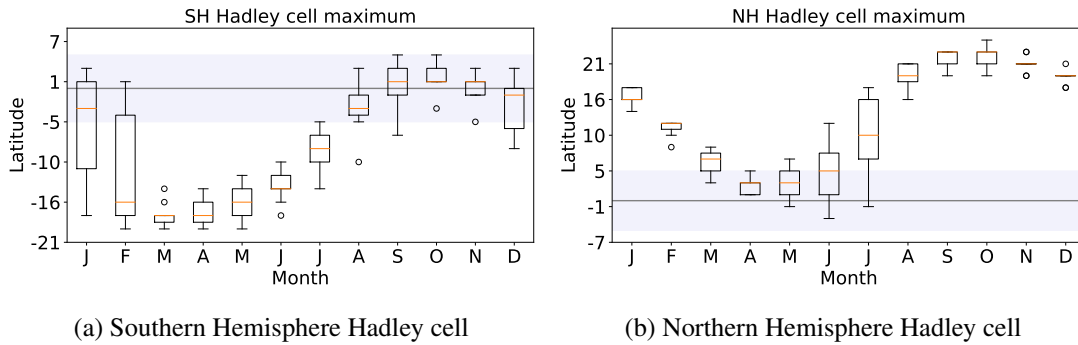 SH Hadley cell maximum
7
1
-5
-10
-16
-21
Latitude
J F M A M J J A S O N D
Month
(a) Southern Hemisphere Hadley cell
NH Hadley cell maximum
21
16
10
5
-1
-7
Latitude
J F M A M J J A S O N D
Month
(b) Northern Hemisphere Hadley cell